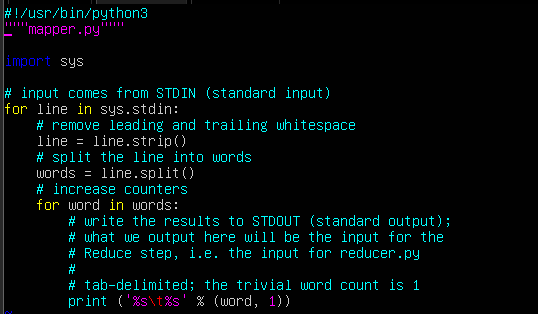 #!/usr/bin/python3
"""mapper.py"""
import sys
# input comes from STDIN (standard input)
for line in sys.stdin:
    # remove leading and trailing whitespace
    line = line.strip()
    # split the line into words
    words = line.split()
    # increase counters
    for word in words:
        # write the results to STDOUT (standard output);
        # what we output here will be the input for the
        # Reduce step, i.e. the input for reducer.py
        #
        # tab-delimited; the trivial word count is 1
        print ('%s\t%s' % (word, 1))